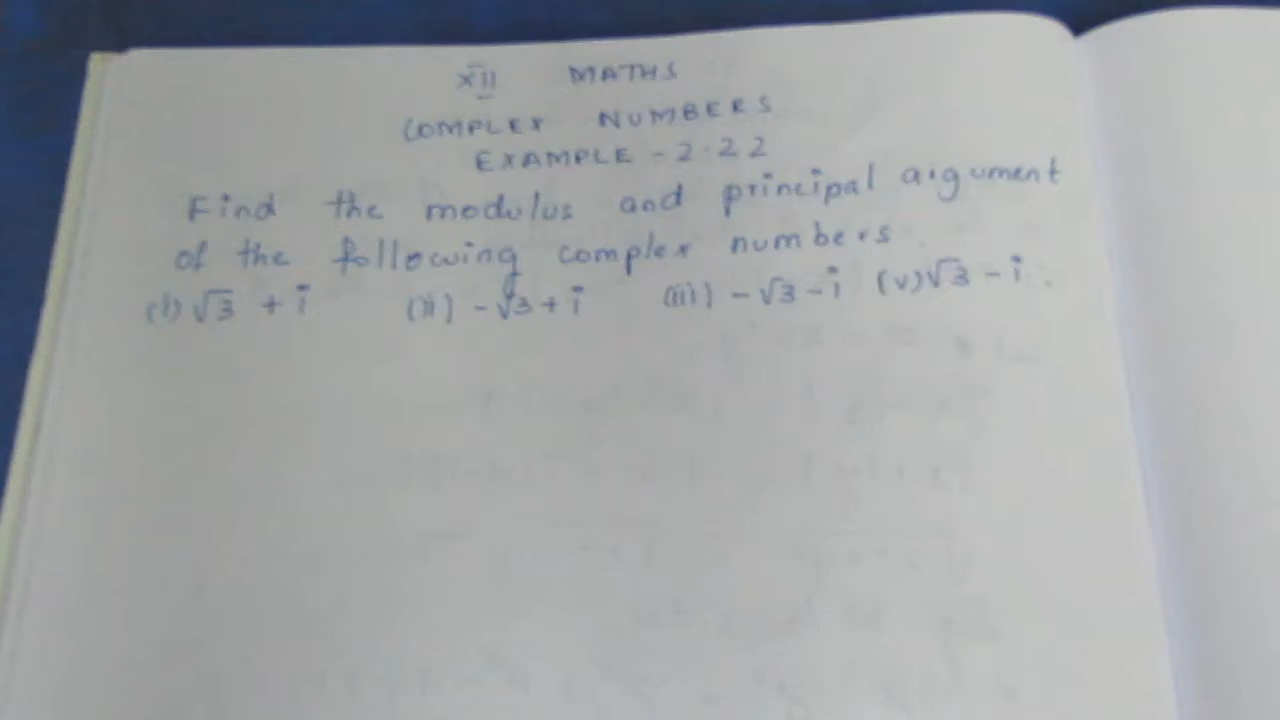 XII MATHS
COMPLEX NUMBERS
EXAMPLE - 2.22
Find the modulus and principal argument
of the following complex numbers
(i) √3 + i (ii) - √3 + i (iii) - √3 - i (v) √3 - i .